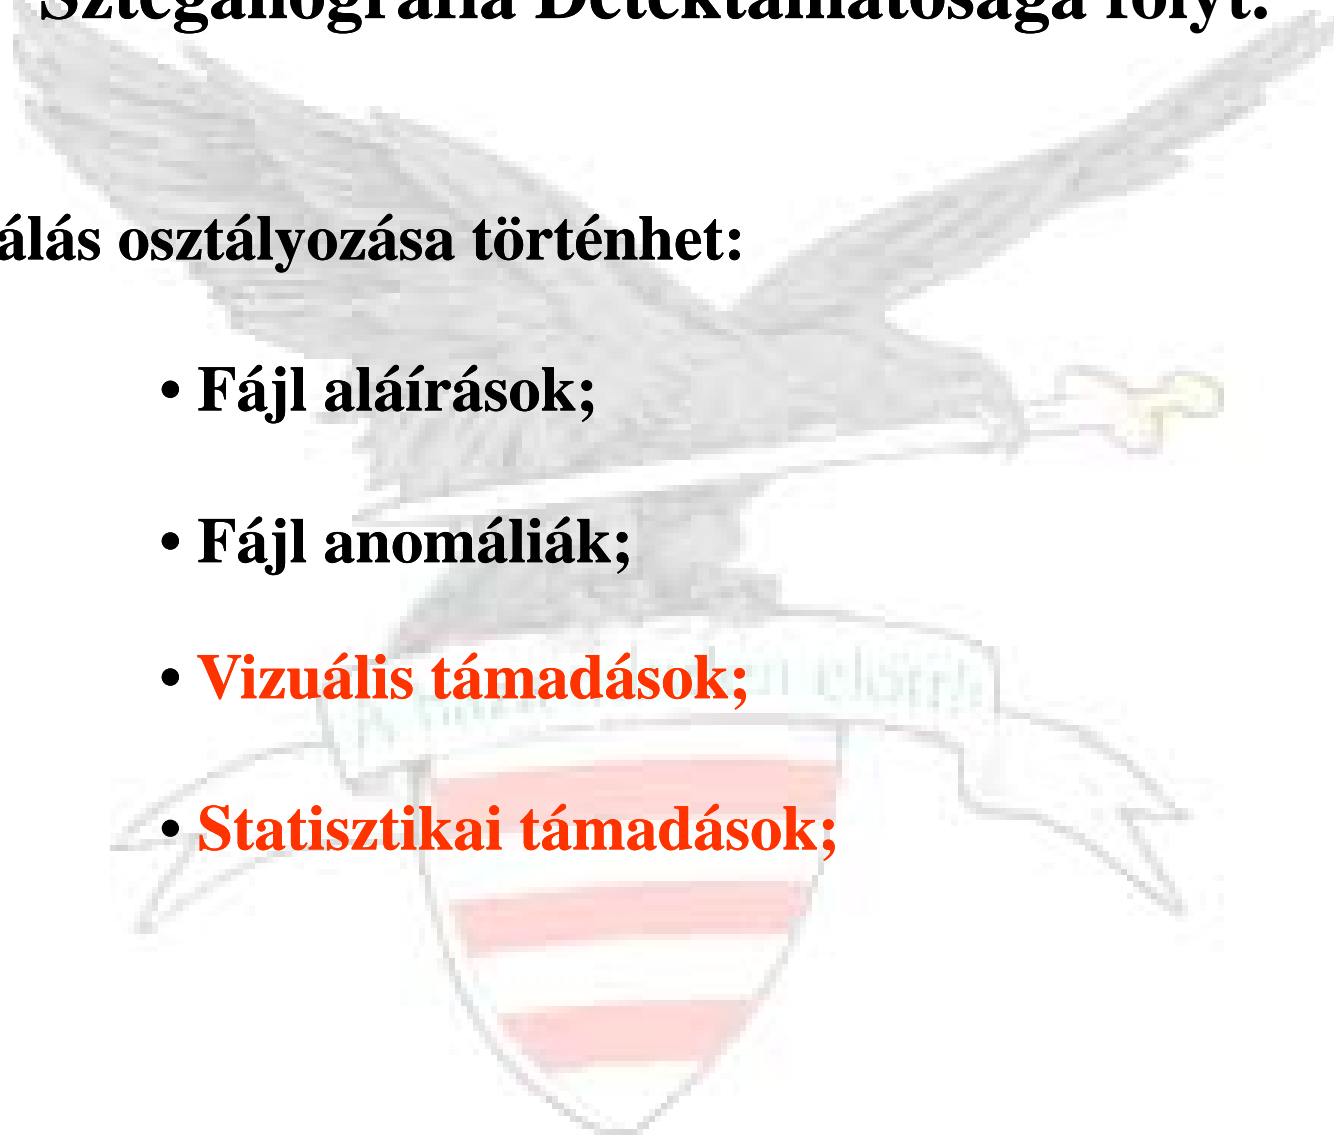 Szteganográfia Detektálhatósága folyt.
álás osztályozása történhet:
• Fájl aláírások;
• Fájl anomáliák;
• Vizuális támadások;
• Statisztikai támadások;